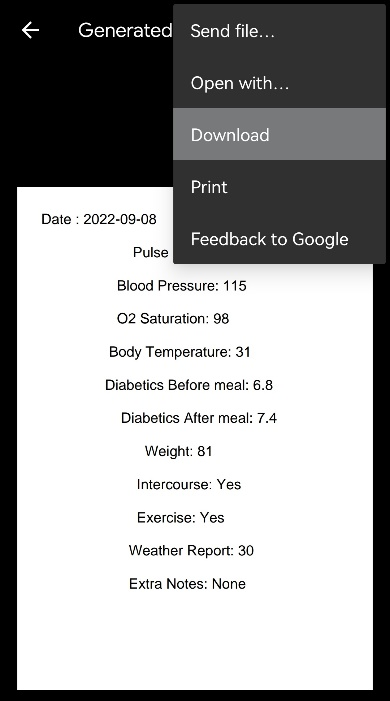 Generated
Send file...
Open with...
Download
Print
Feedback to Google
Date : 2022-09-08
Pulse
Blood Pressure: 115
O2 Saturation: 98
Body Temperature: 31
Diabetics Before meal: 6.8
Diabetics After meal: 7.4
Weight: 81
Intercourse: Yes
Exercise: Yes
Weather Report: 30
Extra Notes: None